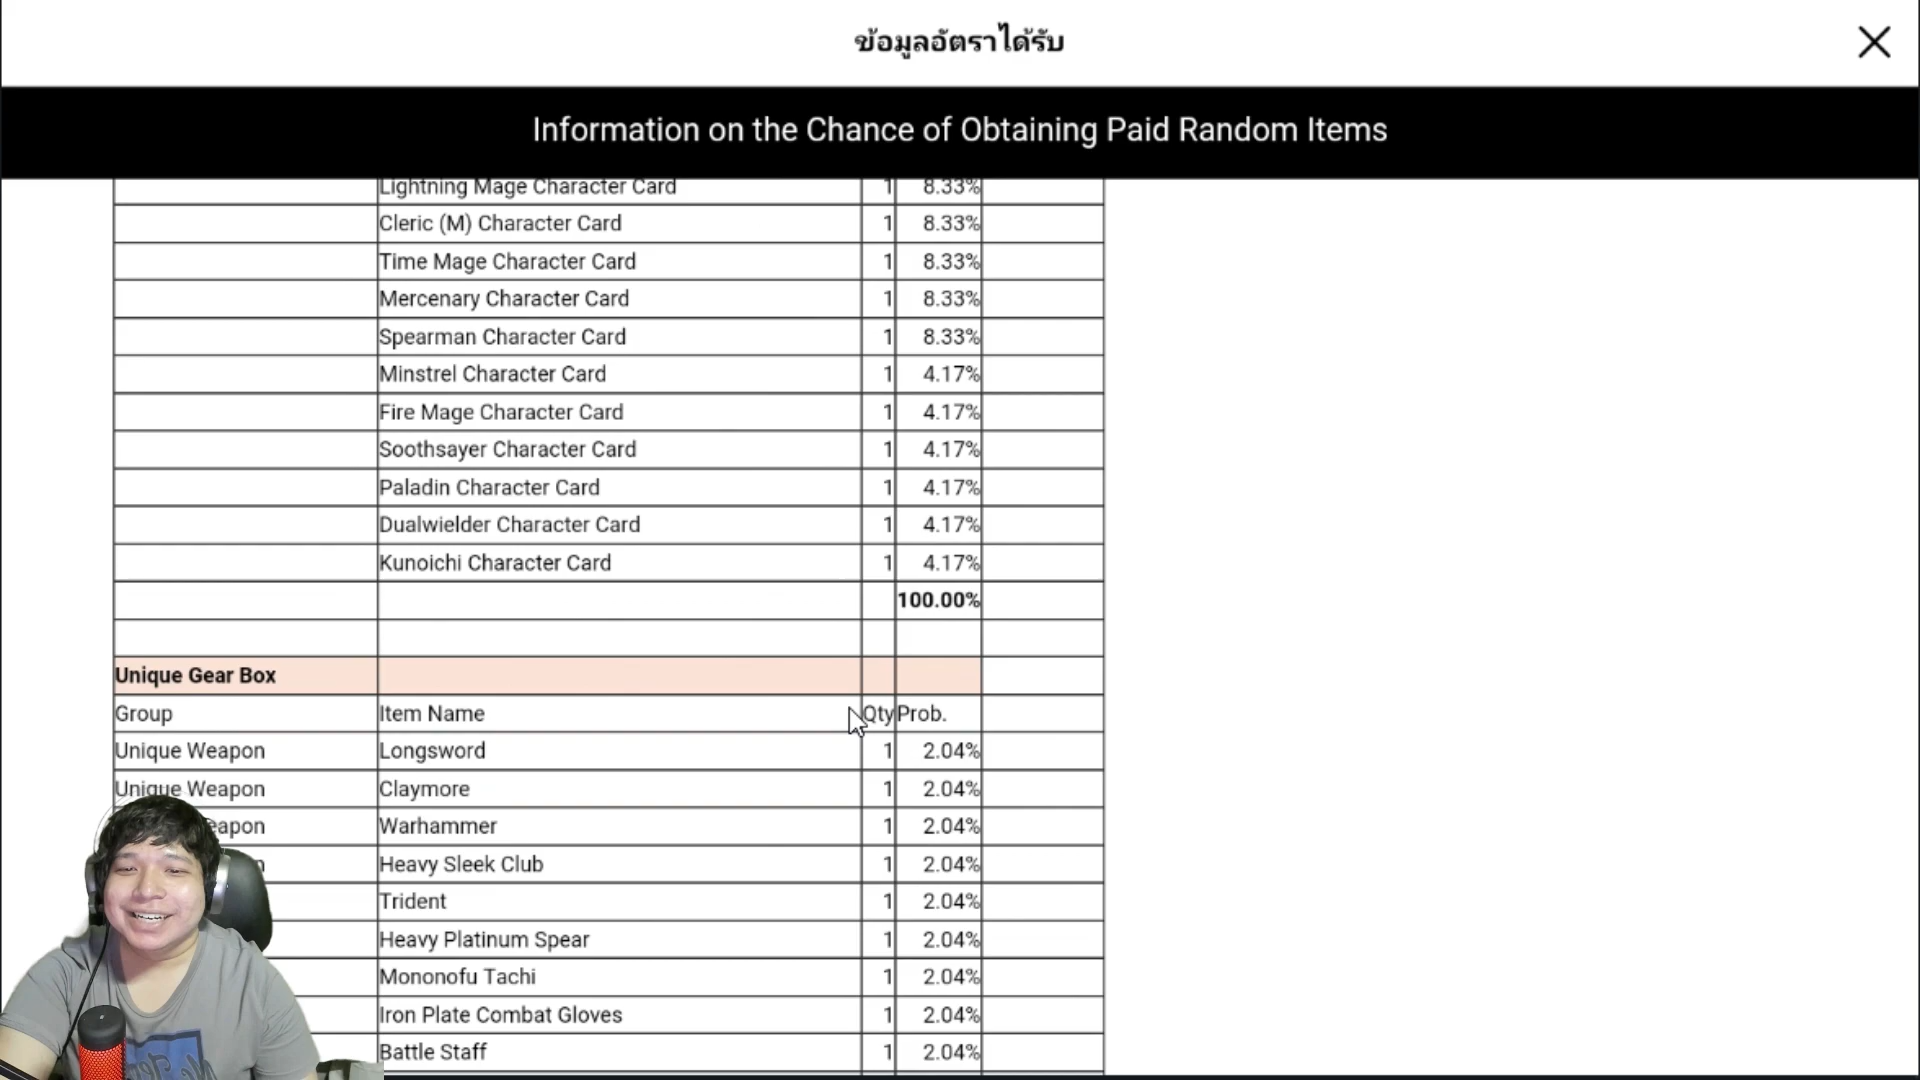 ข้อมูลอัตราได้รับ
Information on the Chance of Obtaining Paid Random Items
Lightning Mage Character Card 1 8.33%
Cleric (M) Character Card 1 8.33%
Time Mage Character Card 1 8.33%
Mercenary Character Card 1 8.33%
Spearman Character Card 1 8.33%
Minstrel Character Card 1 4.17%
Fire Mage Character Card 1 4.17%
Soothsayer Character Card 1 4.17%
Paladin Character Card 1 4.17%
Dualwielder Character Card 1 4.17%
Kunoichi Character Card 1 4.17%
100.00%
Unique Gear Box
Group Item Name Qty Prob.
Unique Weapon Longsword 1 2.04%
Unique Weapon Claymore 1 2.04%
eapon Warhammer 1 2.04%
Heavy Sleek Club 1 2.04%
Trident 1 2.04%
Heavy Platinum Spear 1 2.04%
Mononofu Tachi 1 2.04%
Iron Plate Combat Gloves 1 2.04%
Battle Staff 1 2.04%